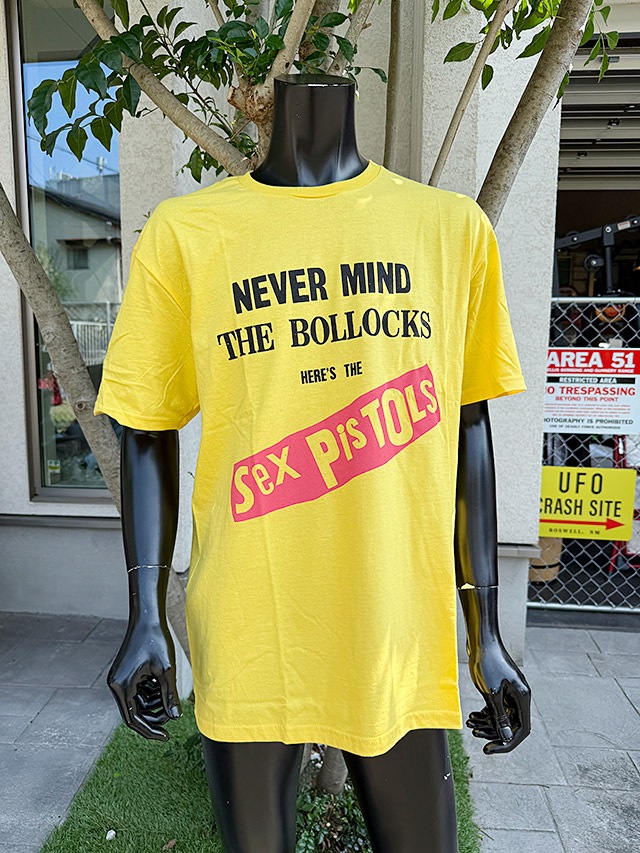 NEVER MIND
THE BOLLOCKS
HERE'S THE
Sex PisTOLS
AREA 51
RESTRICTED AREA
NO TRESPASSING
BEYOND THIS POINT
PHOTOGRAPHY IS PROHIBITED
UFO
CRASH SITE
ROSWELL, NM